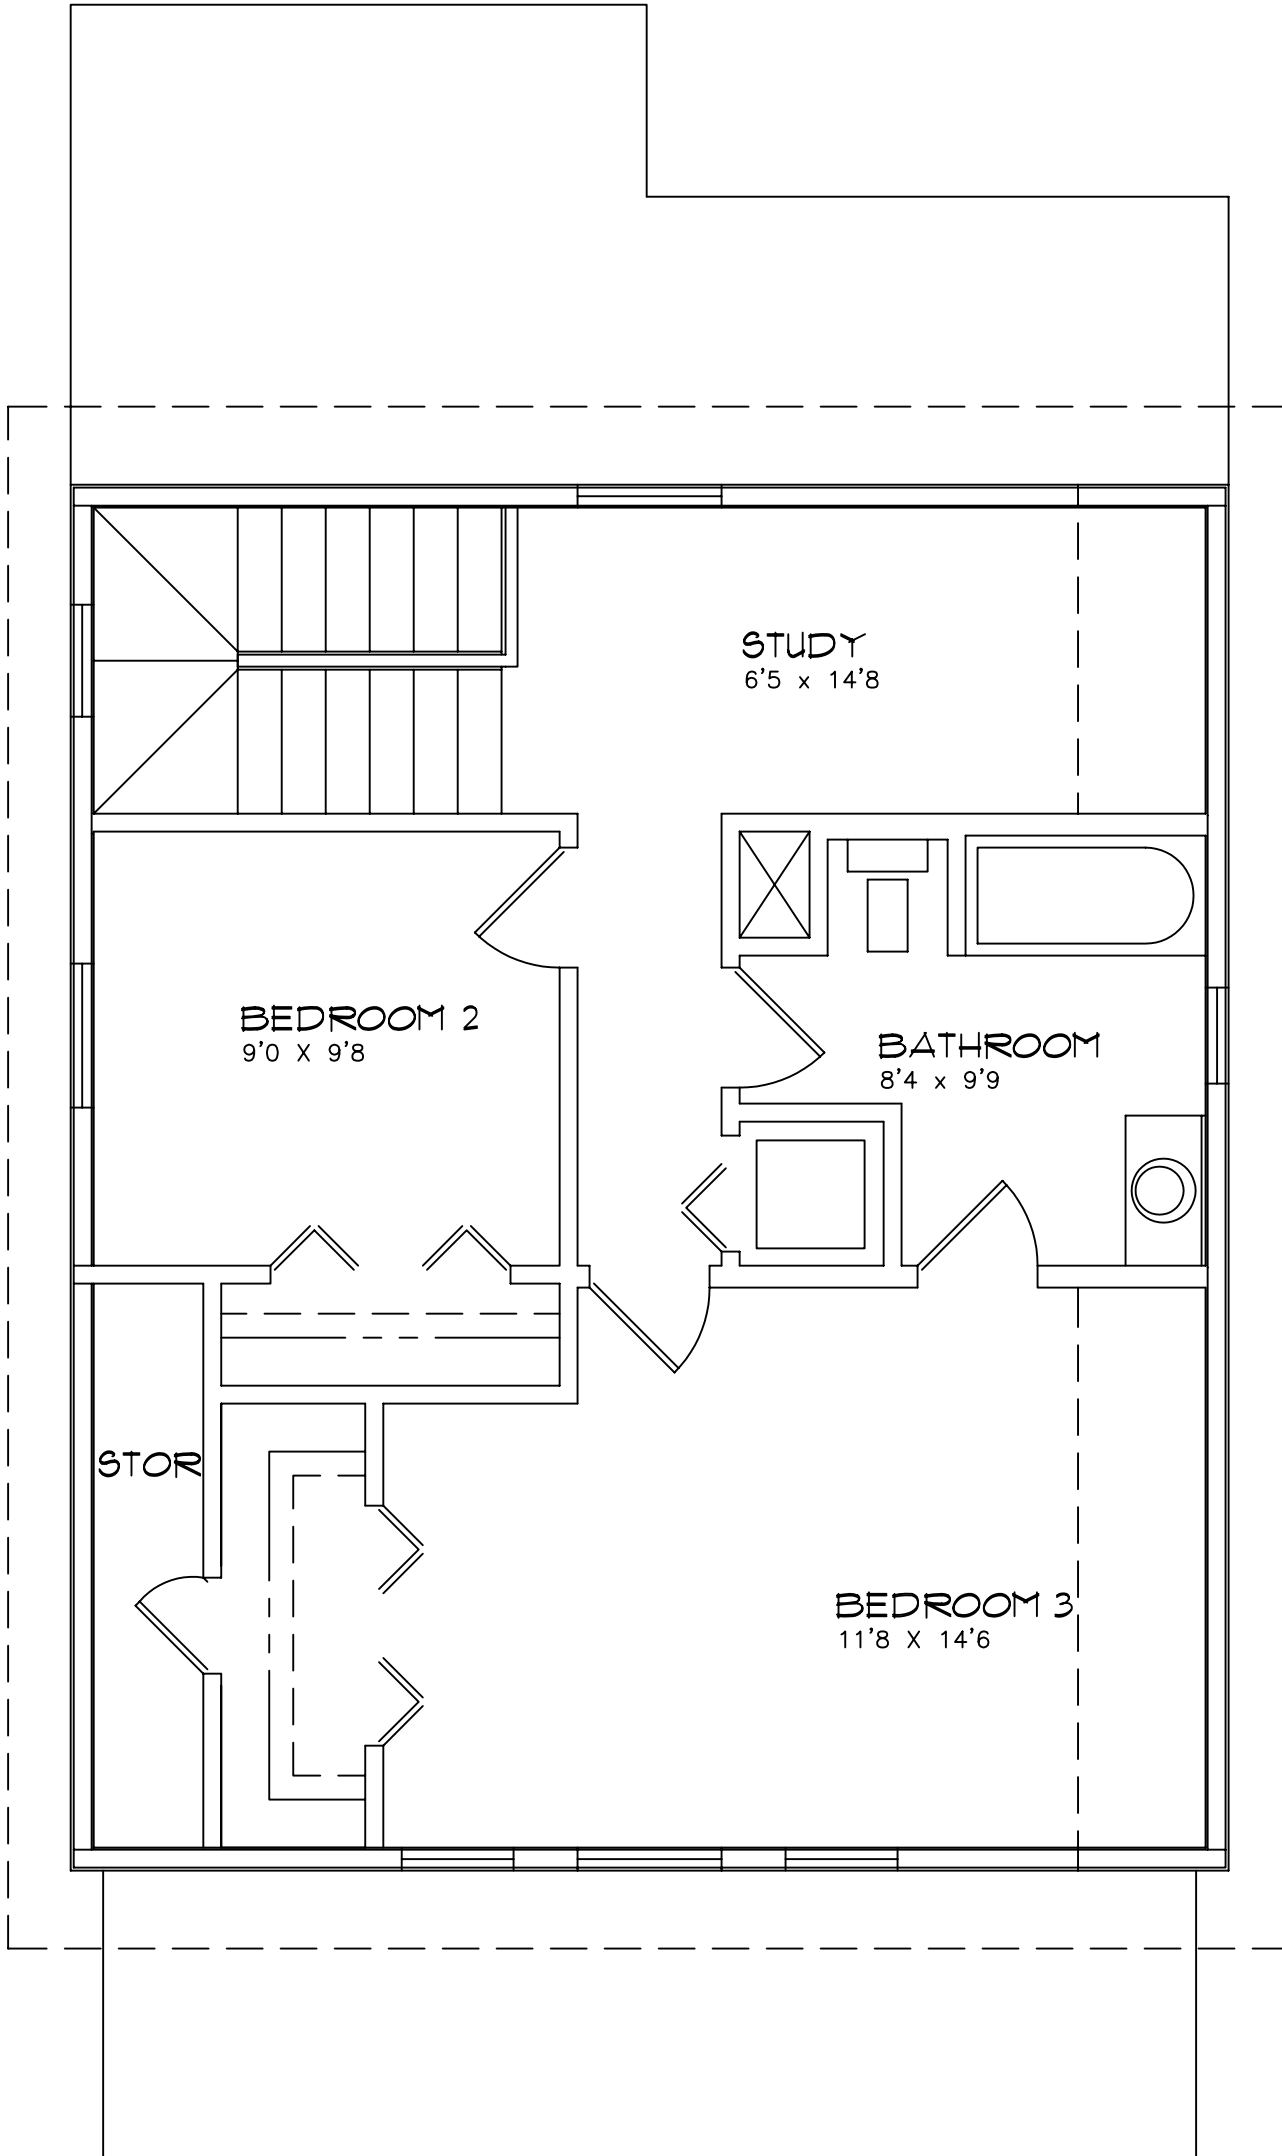 STUDY
6'5 x 14'8
BEDROOM 2
9'0 X 9'8
BATHROOM
8'4 x 9'9
STOR
BEDROOM 3
11'8 X 14'6